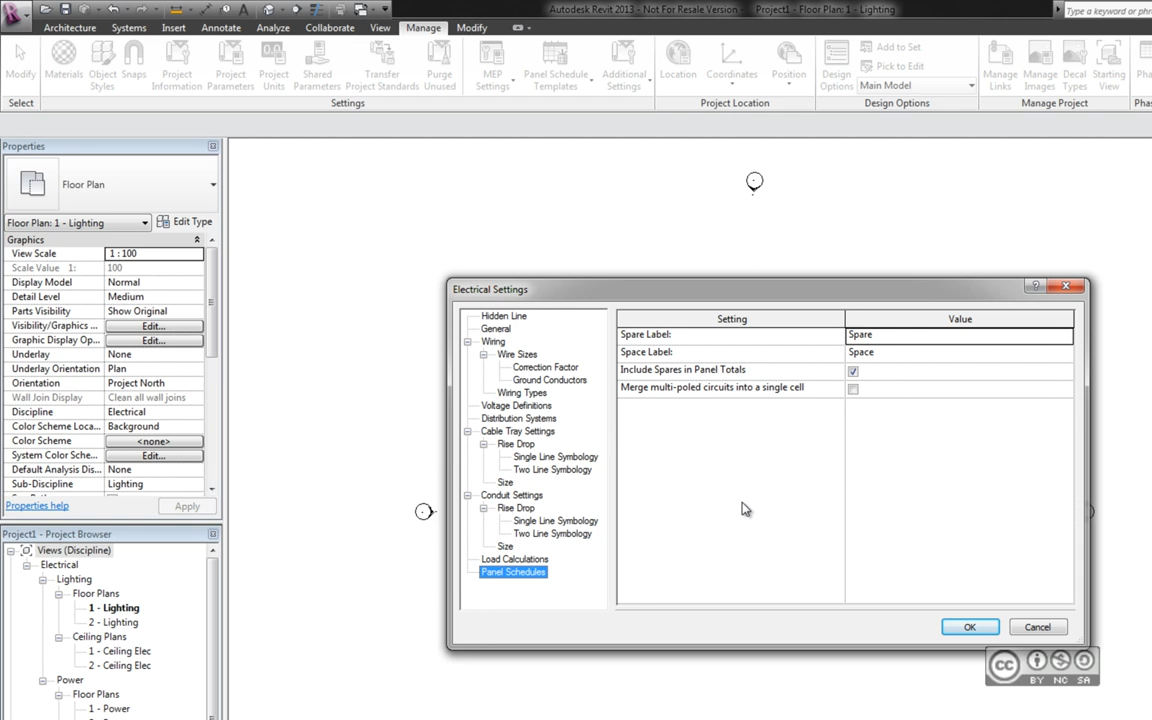 Autodesk Revit 2013 - Not For Resale Version - Project1 - Floor Plan: 1 - Lighting
Type a keyword or phr
Architecture Systems Insert Annotate Analyze Collaborate View Manage Modify
Modify
Materials
Object Styles
Snaps
Project Information
Project Parameters
Project Units
Shared Parameters
Transfer Project Standards
Purge Unused
MEP Settings
Panel Schedule Templates
Additional Settings
Location
Coordinates
Position
Design Options
Add to Set
Pick to Edit
Main Model
Manage Links
Manage Images
Decal Types
Starting View
Pha
Select Settings Project Location Design Options Manage Project Phas
Properties
Floor Plan
Floor Plan: 1 - Lighting Edit Type
Graphics
View Scale 1 : 100
Scale Value 1: 100
Display Model Normal
Detail Level Medium
Parts Visibility Show Original
Visibility/Graphics ... Edit...
Graphic Display Op... Edit...
Underlay None
Underlay Orientation Plan
Orientation Project North
Wall Join Display Clean all wall joins
Discipline Electrical
Color Scheme Loca... Background
Color Scheme <none>
System Color Sche... Edit...
Default Analysis Dis... None
Sub-Discipline Lighting
Properties help Apply
Project1 - Project Browser
Views (Discipline)
Electrical
Lighting
Floor Plans
1 - Lighting
2 - Lighting
Ceiling Plans
1 - Ceiling Elec
2 - Ceiling Elec
Power
Floor Plans
1 - Power
Electrical Settings
Hidden Line
General
Wiring
Wire Sizes
Correction Factor
Ground Conductors
Wiring Types
Voltage Definitions
Distribution Systems
Cable Tray Settings
Rise Drop
Single Line Symbology
Two Line Symbology
Size
Conduit Settings
Rise Drop
Single Line Symbology
Two Line Symbology
Size
Load Calculations
Panel Schedules
Setting Value
Spare Label: Spare
Space Label: Space
Include Spares in Panel Totals
Merge multi-poled circuits into a single cell
OK Cancel
cc
BY NC SA